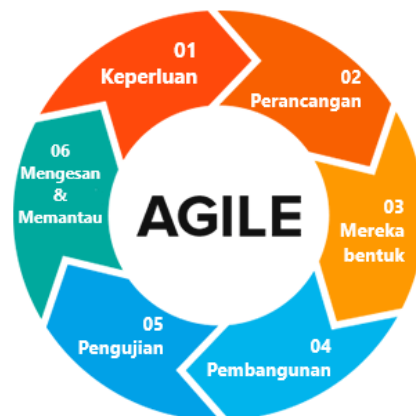 01
Keperluan
02
Perancangan
03
Mereka
bentuk
04
Pembangunan
05
Pengujian
06
Mengesan
&
Memantau
AGILE